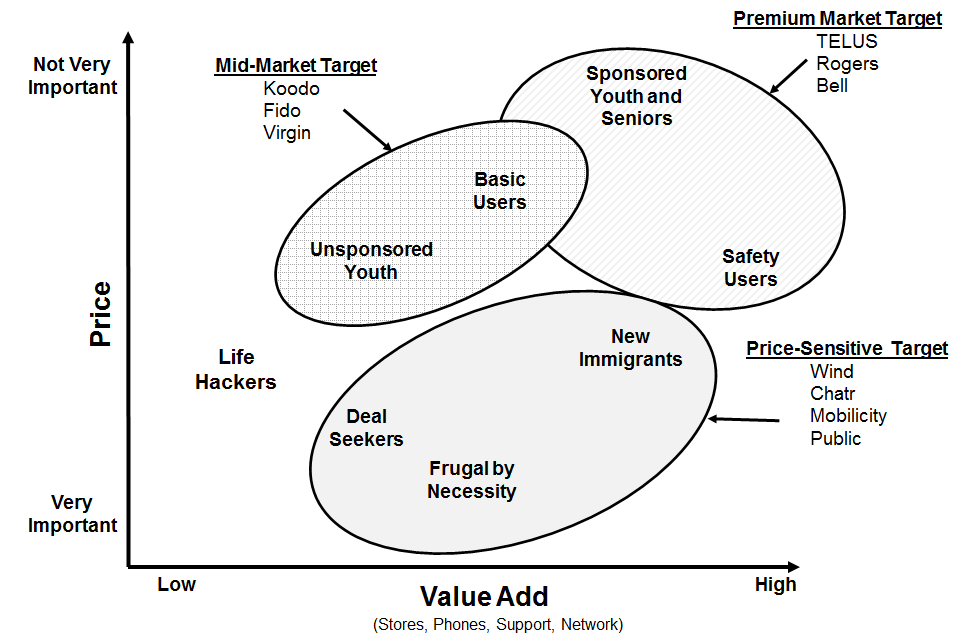 Premium Market Target
TELUS
Rogers
Bell
Not Very
Important
Mid-Market Target
Koodo
Fido
Virgin
Sponsored
Youth and
Seniors
Basic
Users
Unsponsored
Youth
Safety
Users
Price
New
Immigrants
Price-Sensitive Target
Wind
Chatr
Mobilicity
Public
Life
Hackers
Deal
Seekers
Frugal by
Necessity
Very
Important
Low
Value Add
High
(Stores, Phones, Support, Network)